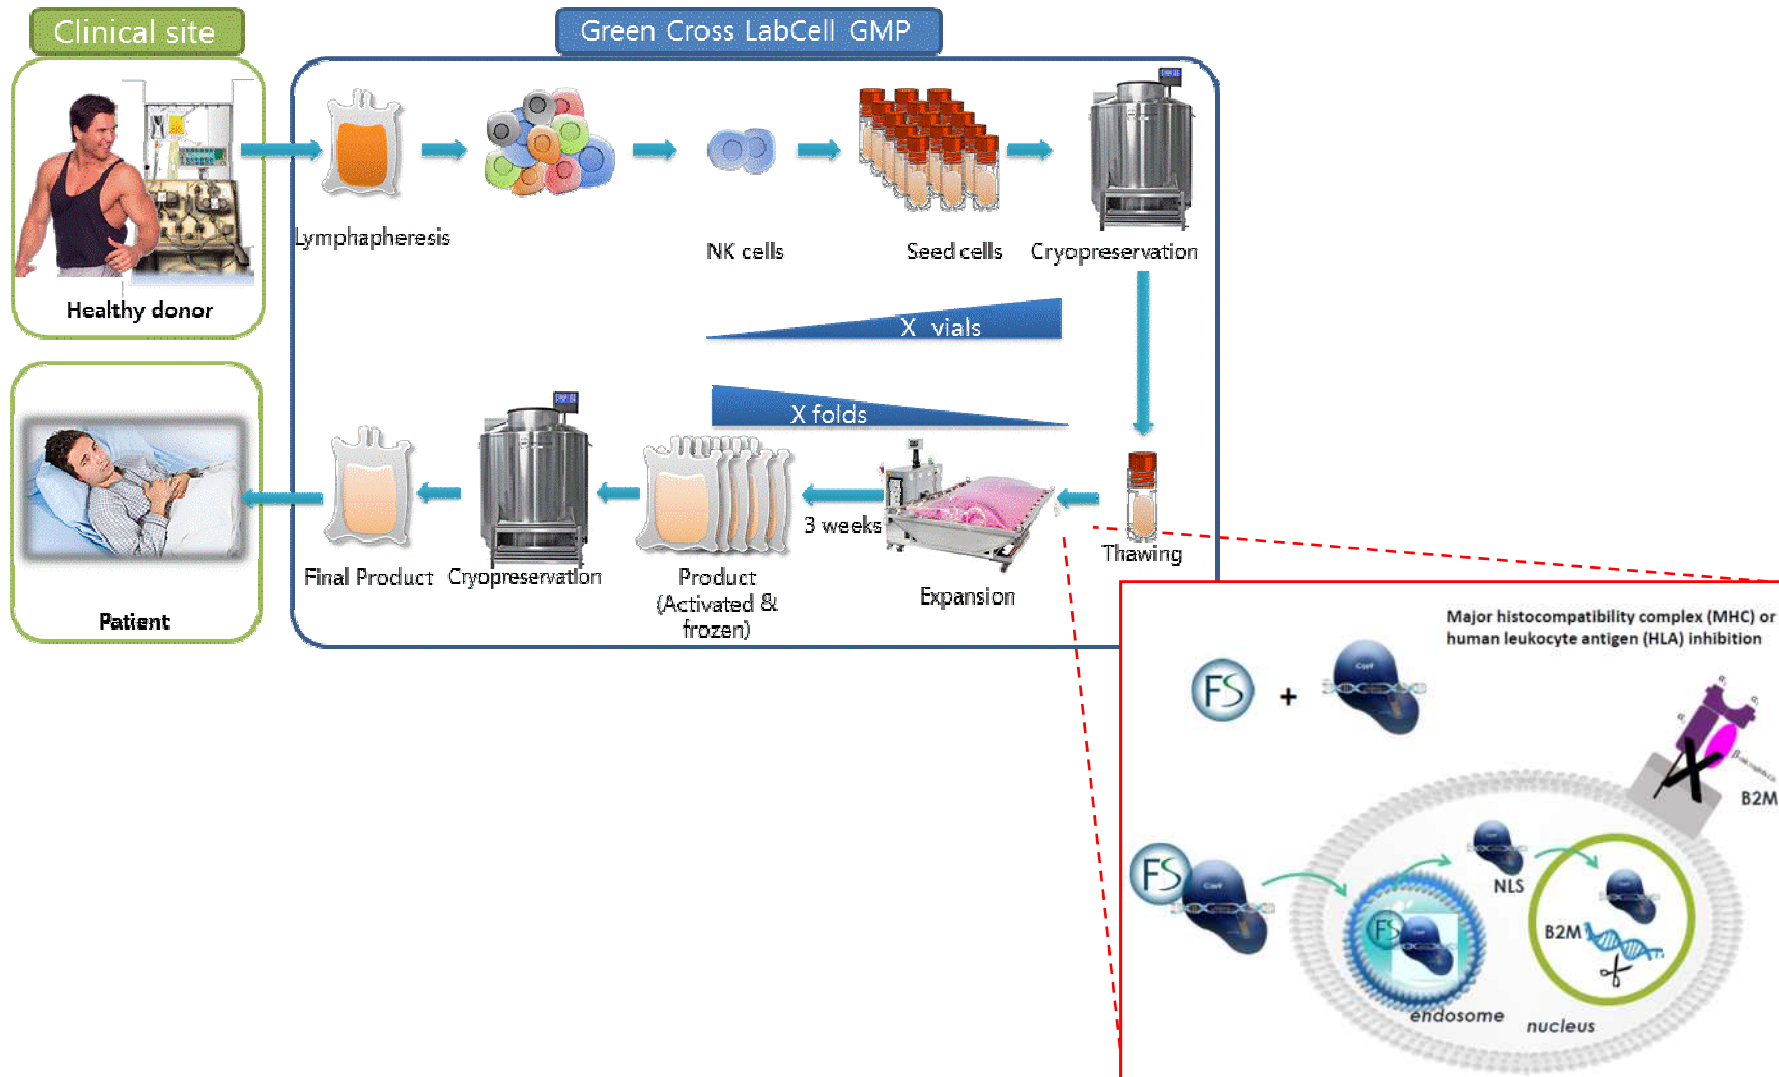 Clinical site
Green Cross LabCell GMP
Lymphapheresis
NK cells
Seed cells
Cryopreservation
Healthy donor
X vials
X folds
3 weeks
Thawing
Final Product
Cryopreservation
Product
(Activated &
frozen)
Expansion
Patient
Major histocompatibility complex (MHC) or
human leukocyte antigen (HLA) inhibition
FS
+
B2M
FS
NLS
FS
B2M
endosome
nucleus